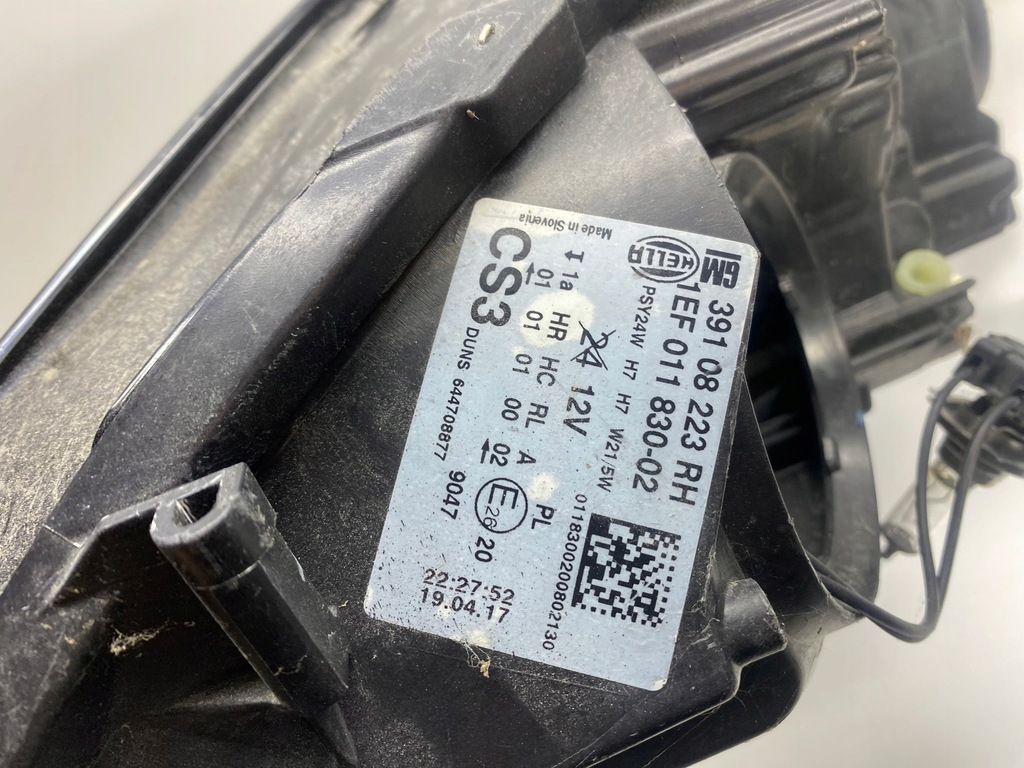 GM 391 08 223 RH
HELLA 1EF 011 830-02
PSY24W H7 H7 W21/5W
0118300200802130
Made in Slovenia
24 12V
1a HR HC RL A PL
01 01 01 00 02 E26 20
CS3
DUNS 644708877 9047
22:27:52
19.04.17